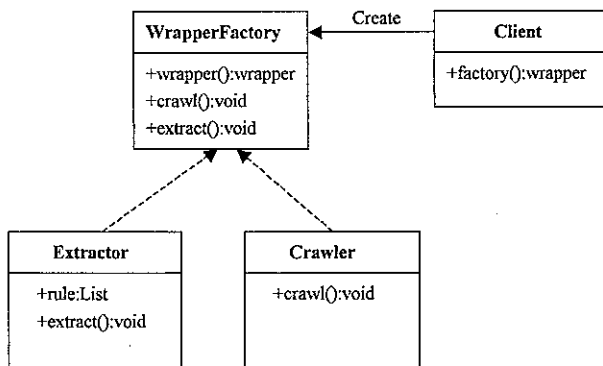 WrapperFactory
+wrapper():wrapper
+crawl():void
+extract():void
Create
Client
+factory():wrapper
Extractor
+rule:List
+extract():void
Crawler
+crawl():void